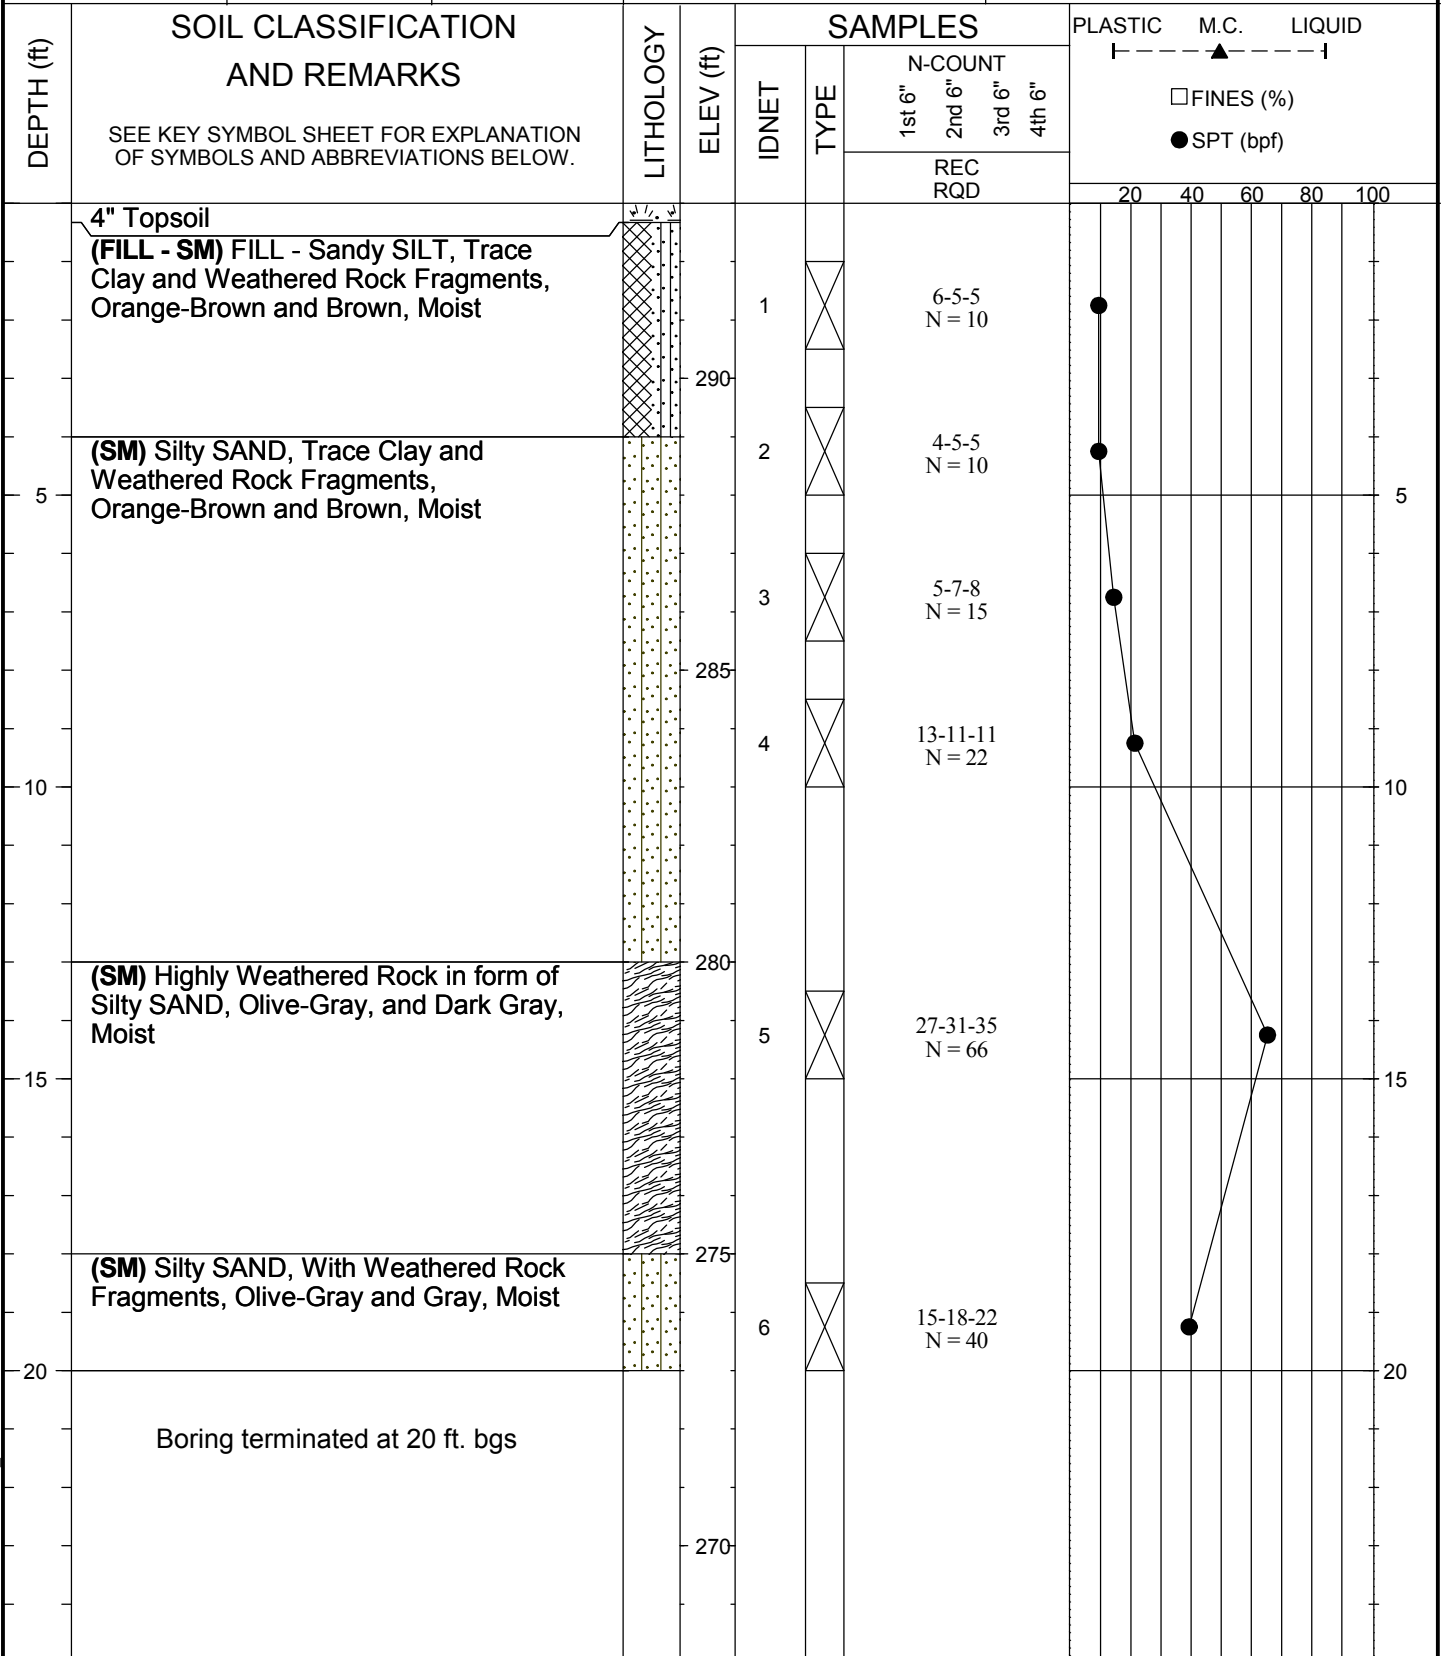 DEPTH (ft)
SOIL CLASSIFICATION
AND REMARKS
SEE KEY SYMBOL SHEET FOR EXPLANATION
OF SYMBOLS AND ABBREVIATIONS BELOW.
LITHOLOGY
ELEV (ft)
SAMPLES
IDNET
TYPE
N-COUNT
1st 6"
2nd 6"
3rd 6"
4th 6"
REC
RQD
PLASTIC M.C. LIQUID
FINES (%)
SPT (bpf)
20 40 60 80 100
4" Topsoil
(FILL - SM) FILL - Sandy SILT, Trace
Clay and Weathered Rock Fragments,
Orange-Brown and Brown, Moist
1
6-5-5
N = 10
290
(SM) Silty SAND, Trace Clay and
Weathered Rock Fragments,
Orange-Brown and Brown, Moist
2
4-5-5
N = 10
5
5
3
5-7-8
N = 15
285
4
13-11-11
N = 22
10
10
280
(SM) Highly Weathered Rock in form of
Silty SAND, Olive-Gray, and Dark Gray,
Moist
5
27-31-35
N = 66
15
15
275
(SM) Silty SAND, With Weathered Rock
Fragments, Olive-Gray and Gray, Moist
6
15-18-22
N = 40
20
20
Boring terminated at 20 ft. bgs
270